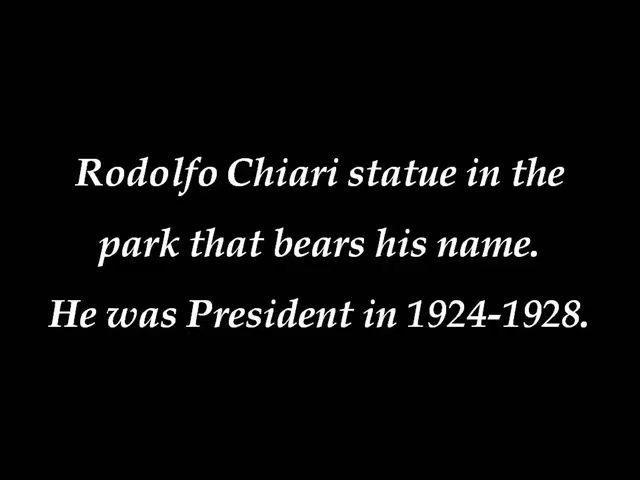 Rodolfo Chiari statue in the
park that bears his name.
He was President in 1924-1928.